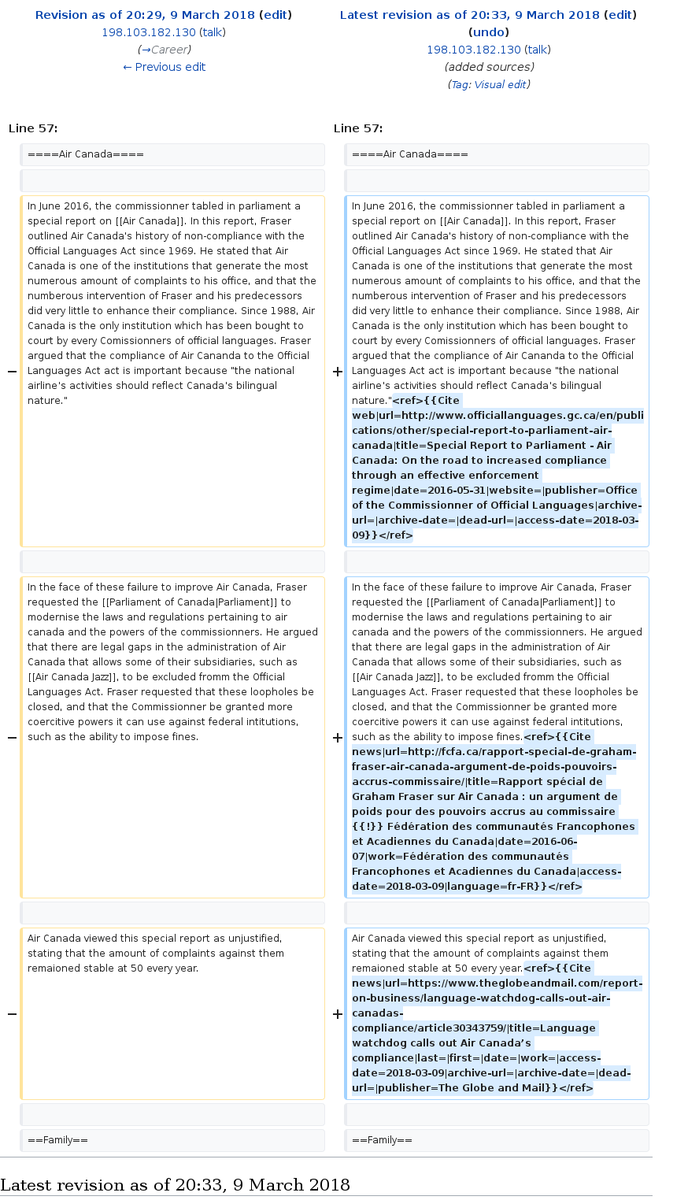 Revision as of 20:29, 9 March 2018 (edit)
198.103.182.130 (talk)
(→Career)
← Previous edit
Latest revision as of 20:33, 9 March 2018 (edit)
(undo)
198.103.182.130 (talk)
(added sources)
(Tag: Visual edit)
Line 57:
Line 57:
====Air Canada====
====Air Canada====
In June 2016, the commissionner tabled in parliament a
special report on [[Air Canada]]. In this report, Fraser
outlined Air Canada's history of non-compliance with the
Official Languages Act since 1969. He stated that Air
Canada is one of the institutions that generate the most
numerous amount of complaints to his office, and that the
numberous intervention of Fraser and his predecessors
did very little to enhance their compliance. Since 1988, Air
Canada is the only institution which has been bought to
court by every Comissionners of official languages. Fraser
argued that the compliance of Air Cananda to the Official
Languages Act act is important because "the national
airline's activities should reflect Canada's bilingual
nature."
In June 2016, the commissionner tabled in parliament a
special report on [[Air Canada]]. In this report, Fraser
outlined Air Canada's history of non-compliance with the
Official Languages Act since 1969. He stated that Air
Canada is one of the institutions that generate the most
numerous amount of complaints to his office, and that the
numberous intervention of Fraser and his predecessors
did very little to enhance their compliance. Since 1988, Air
Canada is the only institution which has been bought to
court by every Comissionners of official languages. Fraser
argued that the compliance of Air Cananda to the Official
Languages Act act is important because "the national
airline's activities should reflect Canada's bilingual
nature."<ref>{{Cite
web|url=http://www.officiallanguages.gc.ca/en/publi
cations/other/special-report-to-parliament-air-
canada|title=Special Report to Parliament - Air
Canada: On the road to increased compliance
through an effective enforcement
regime|date=2016-05-31|website=|publisher=Office
of the Commissionner of Official Languages|archive-
url=|archive-date=|dead-url=|access-date=2018-03-
09}}</ref>
In the face of these failure to improve Air Canada, Fraser
requested the [[Parliament of Canada|Parliament]] to
modernise the laws and regulations pertaining to air
canada and the powers of the commissionners. He argued
that there are legal gaps in the administration of Air
Canada that allows some of their subsidiaries, such as
[[Air Canada Jazz]], to be excluded fromm the Official
Languages Act. Fraser requested that these loopholes be
closed, and that the Commissionner be granted more
coercitive powers it can use against federal intitutions,
such as the ability to impose fines.
In the face of these failure to improve Air Canada, Fraser
requested the [[Parliament of Canada|Parliament]] to
modernise the laws and regulations pertaining to air
canada and the powers of the commissionners. He argued
that there are legal gaps in the administration of Air
Canada that allows some of their subsidiaries, such as
[[Air Canada Jazz]], to be excluded fromm the Official
Languages Act. Fraser requested that these loopholes be
closed, and that the Commissionner be granted more
coercitive powers it can use against federal intitutions,
such as the ability to impose fines.<ref>{{Cite
news|url=http://fcfa.ca/rapport-special-de-graham-
fraser-air-canada-argument-de-poids-pouvoirs-
accrus-commissaire/|title=Rapport spécial de
Graham Fraser sur Air Canada : un argument de
poids pour des pouvoirs accrus au commissaire
{{!}} Fédération des communautés Francophones
et Acadiennes du Canada|date=2016-06-
07|work=Fédération des communautés
Francophones et Acadiennes du Canada|access-
date=2018-03-09|language=fr-FR}}</ref>
Air Canada viewed this special report as unjustified,
stating that the amount of complaints against them
remaioned stable at 50 every year.
Air Canada viewed this special report as unjustified,
stating that the amount of complaints against them
remaioned stable at 50 every year.<ref>{{Cite
news|url=https://www.theglobeandmail.com/report-
on-business/language-watchdog-calls-out-air-
canadas-
compliance/article30343759/|title=Language
watchdog calls out Air Canada’s
compliance|last=|first=|date=|work=|access-
date=2018-03-09|archive-url=|archive-date=|dead-
url=|publisher=The Globe and Mail}}</ref>
==Family==
==Family==
Latest revision as of 20:33, 9 March 2018